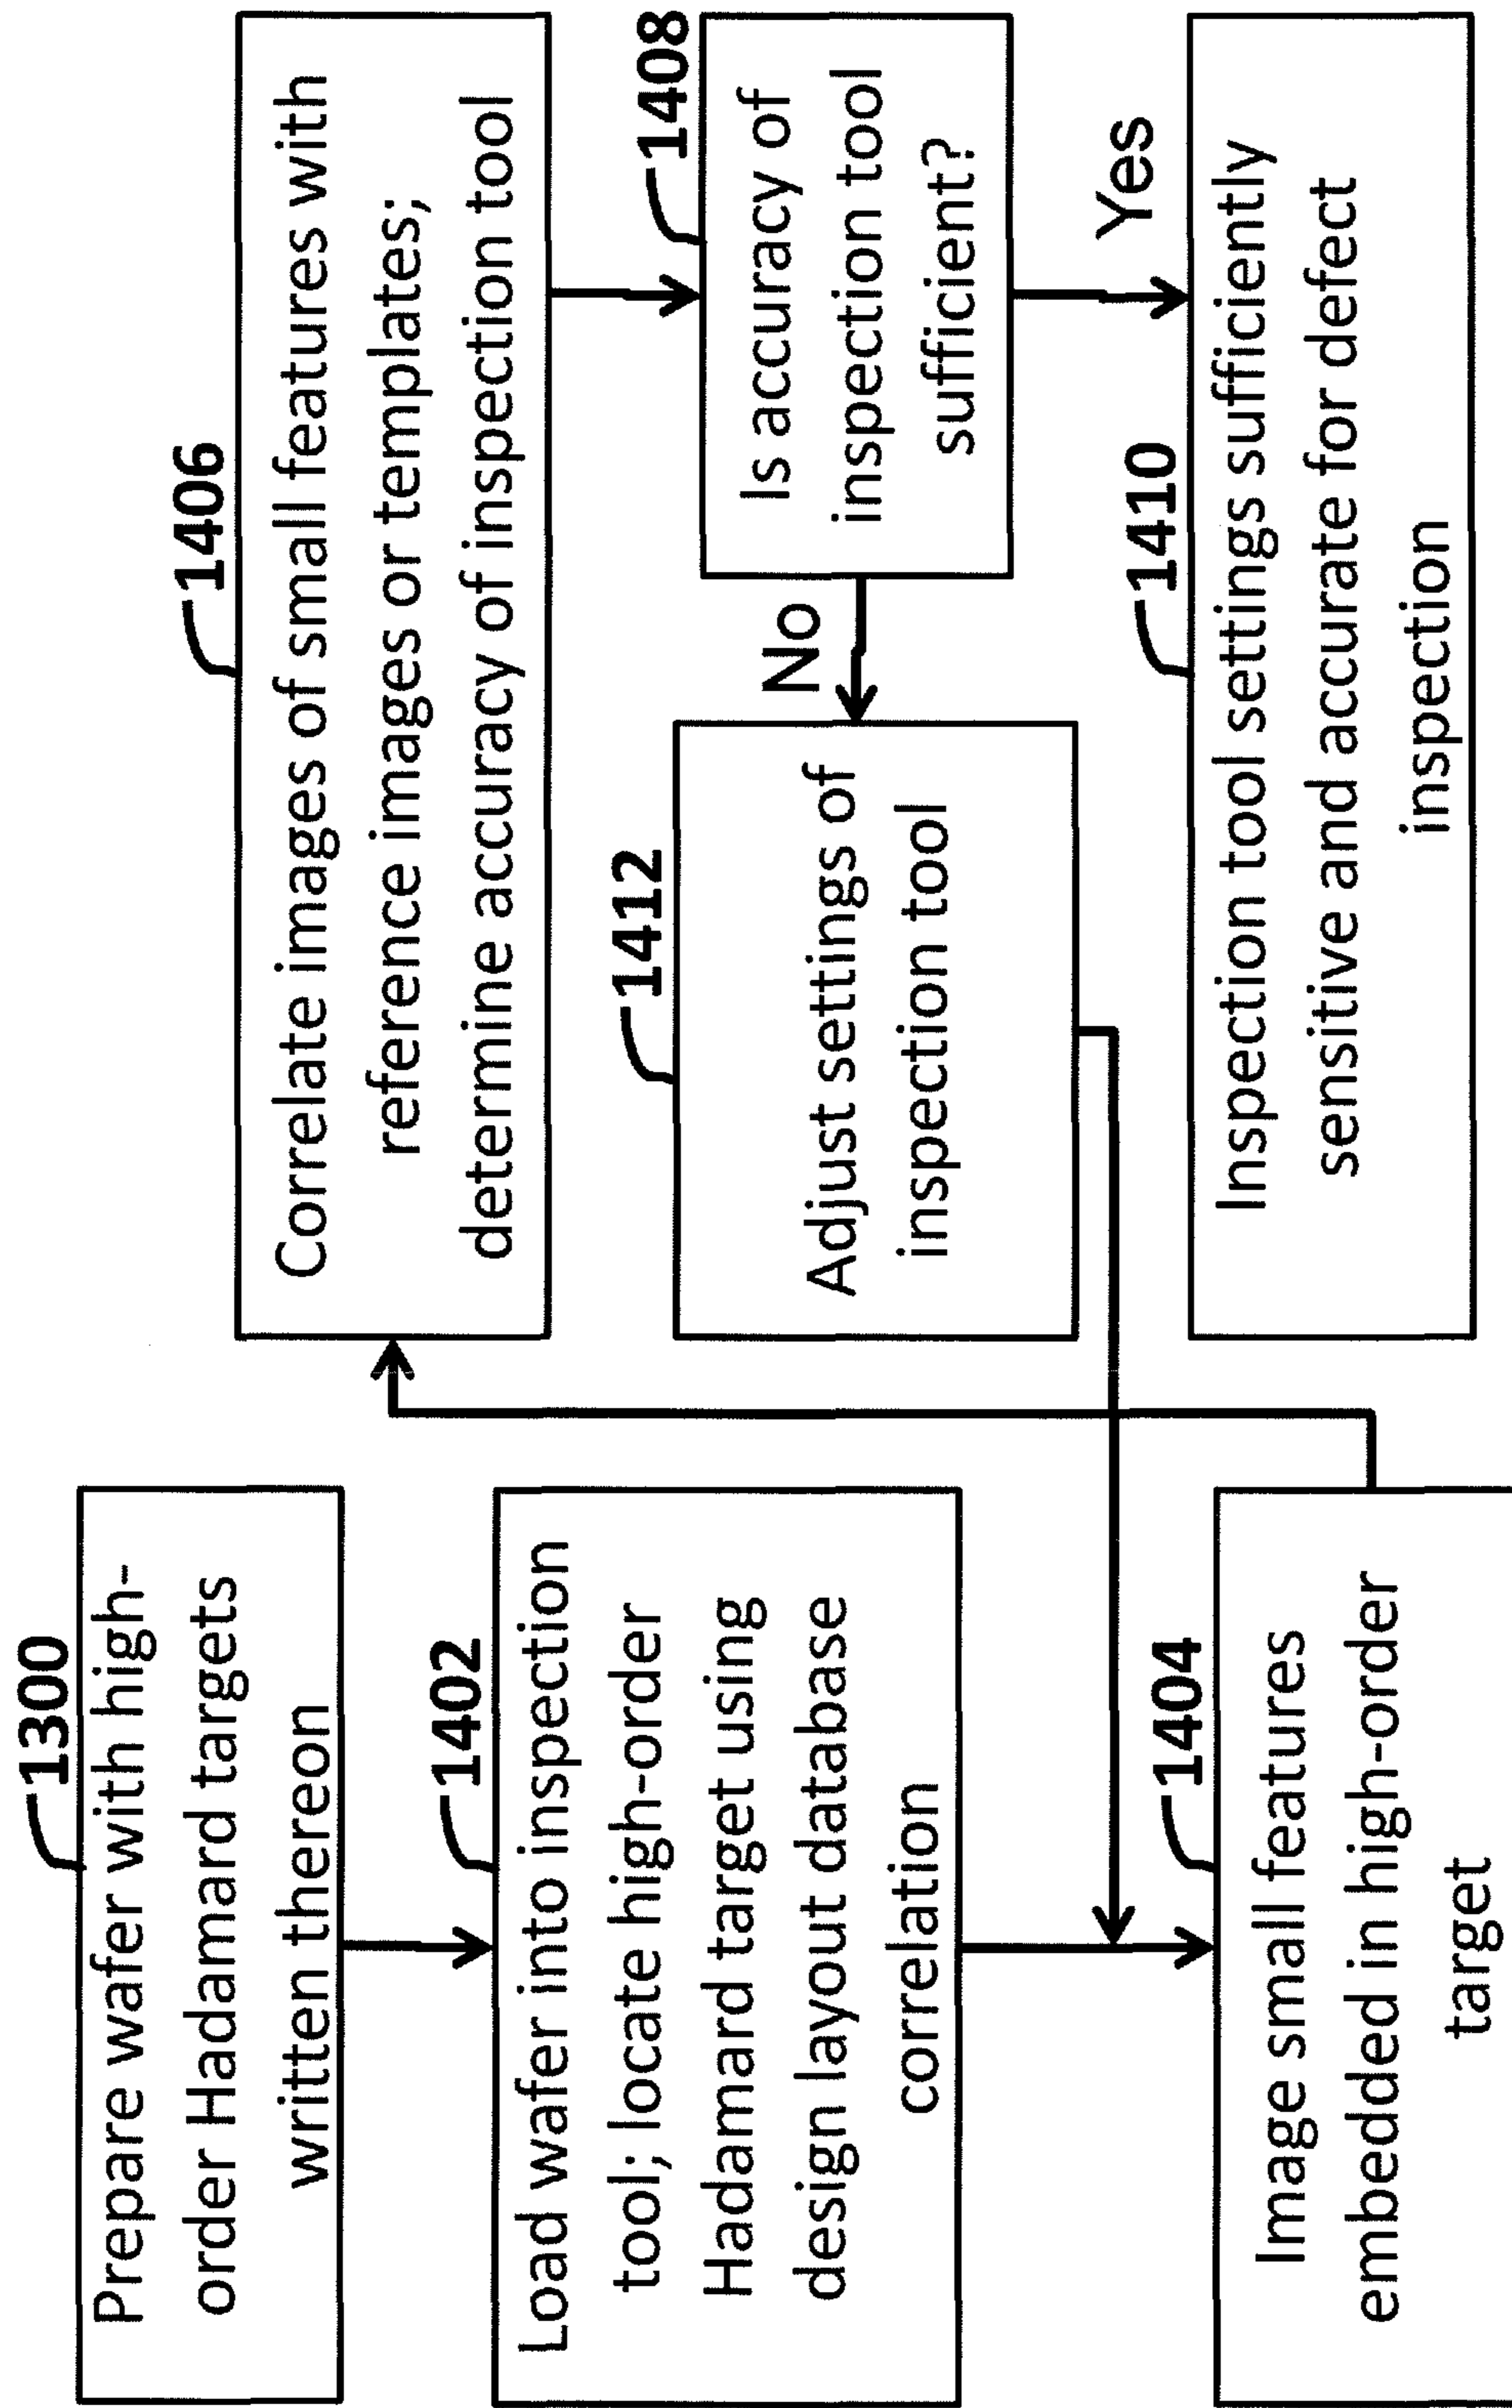 1300
Prepare wafer with high-
order Hadamard targets
written thereon
1402
Load wafer into inspection
tool; locate high-order
Hadamard target using
design layout database
correlation
1404
Image small features
embedded in high-order
target
1406
Correlate images of small features with
reference images or templates;
determine accuracy of inspection tool
1408
Is accuracy of
inspection tool
sufficient?
No
Yes
1412
Adjust settings of
inspection tool
1410
Inspection tool settings sufficiently
sensitive and accurate for defect
inspection